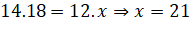 14.18 = 12. x ⇒ x = 21